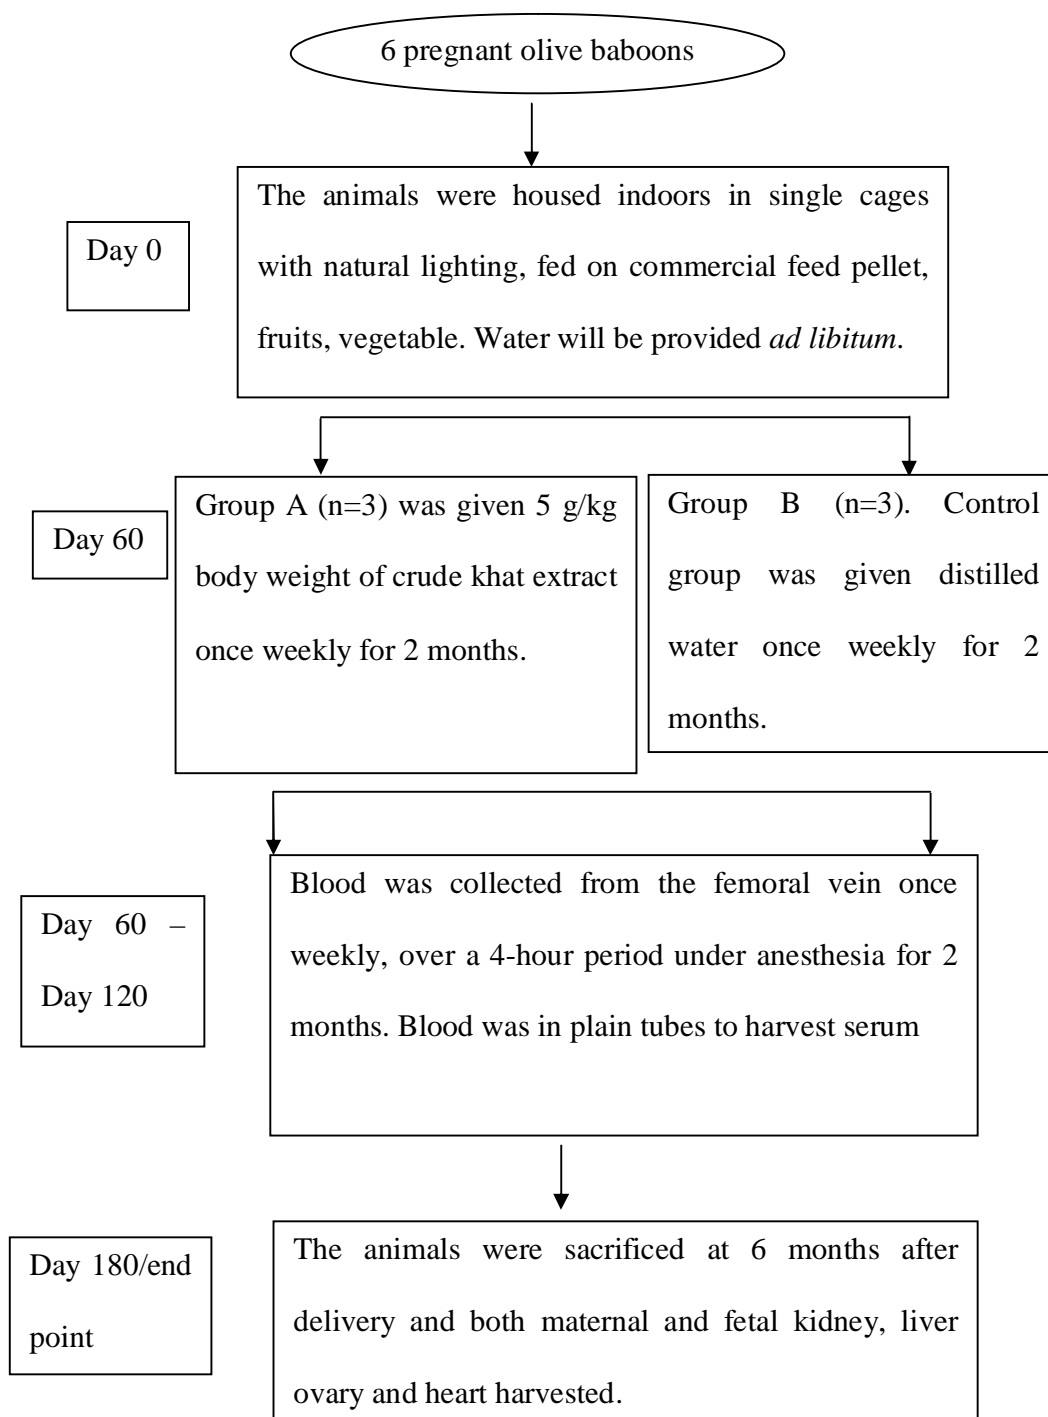 6 pregnant olive baboons
Day 0
The animals were housed indoors in single cages
with natural lighting, fed on commercial feed pellet,
fruits, vegetable. Water will be provided ad libitum.
Day 60
Group A (n=3) was given 5 g/kg
body weight of crude khat extract
once weekly for 2 months.
Group B (n=3). Control
group was given distilled
water once weekly for 2
months.
Day 60 –
Day 120
Blood was collected from the femoral vein once
weekly, over a 4-hour period under anesthesia for 2
months. Blood was in plain tubes to harvest serum
Day 180/end
point
The animals were sacrificed at 6 months after
delivery and both maternal and fetal kidney, liver
ovary and heart harvested.